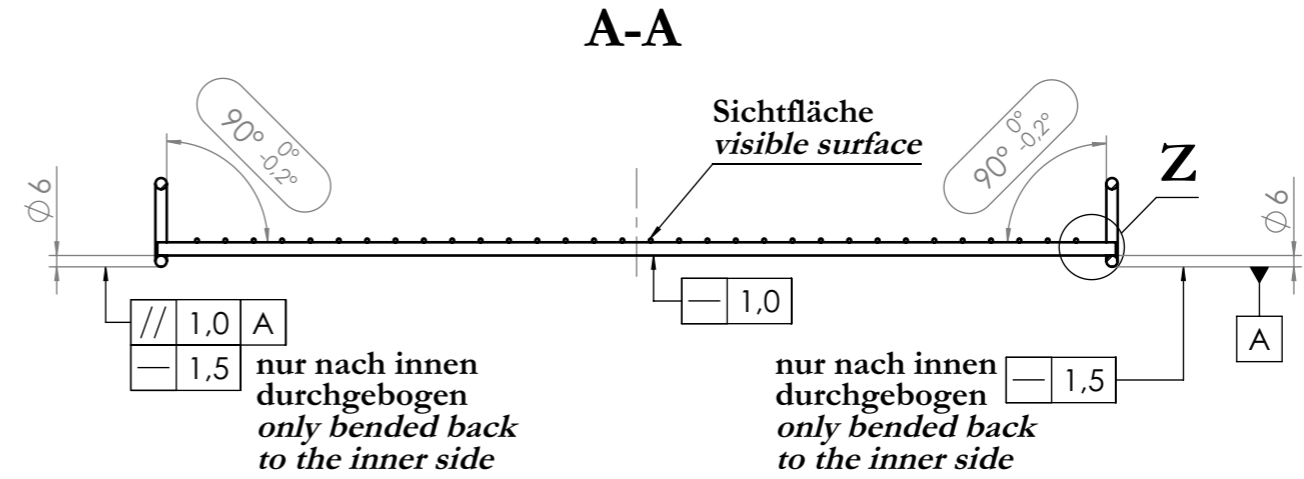 A-A
Sichtfläche
visible surface
90° 0° -0,2°
90° 0° -0,2°
Z
⌀6
⌀6
// 1,0 A
— 1,5
nur nach innen
durchgebogen
only bended back
to the inner side
— 1,0
nur nach innen
durchgebogen
only bended back
to the inner side
— 1,5
A